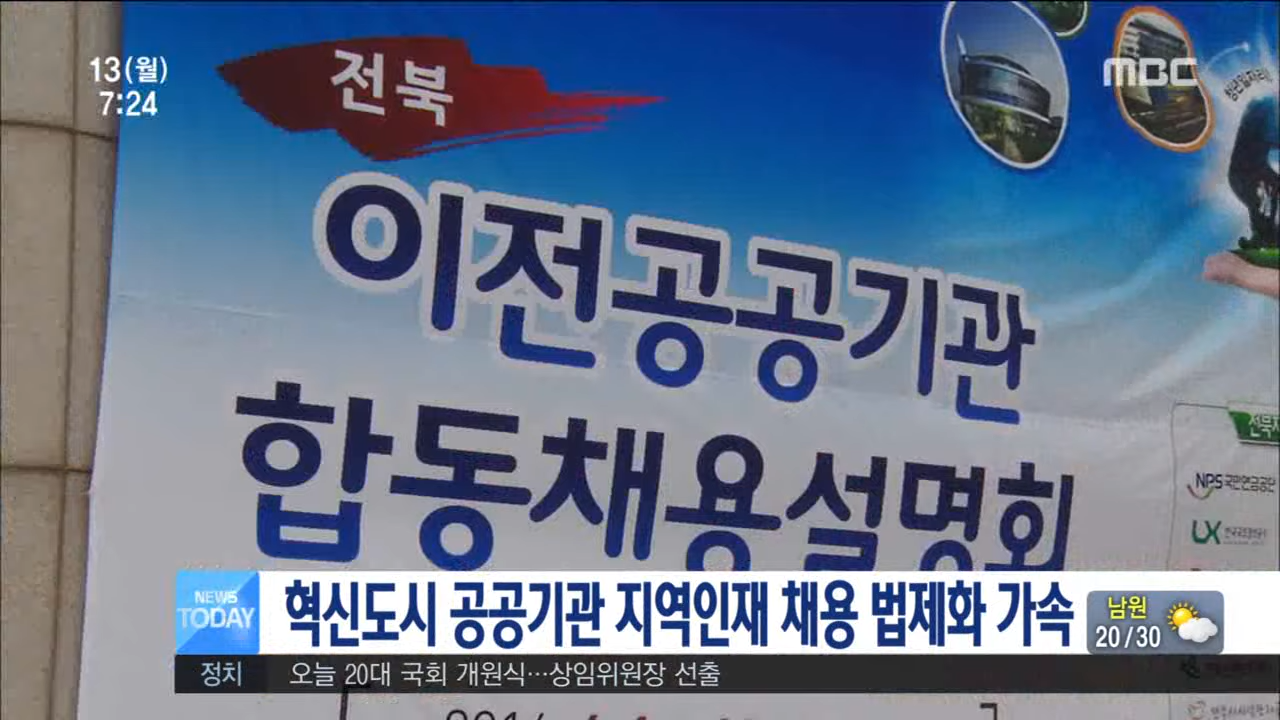 13(월)
7:24
MBC
전북
이전공공기관
합동채용설명회
NPS 국민연금공단
LX
NEWS
TODAY
혁신도시 공공기관 지역인재 채용 법제화 가속
남원
20/30
정치
오늘 20대 국회 개원식…상임위원장 선출